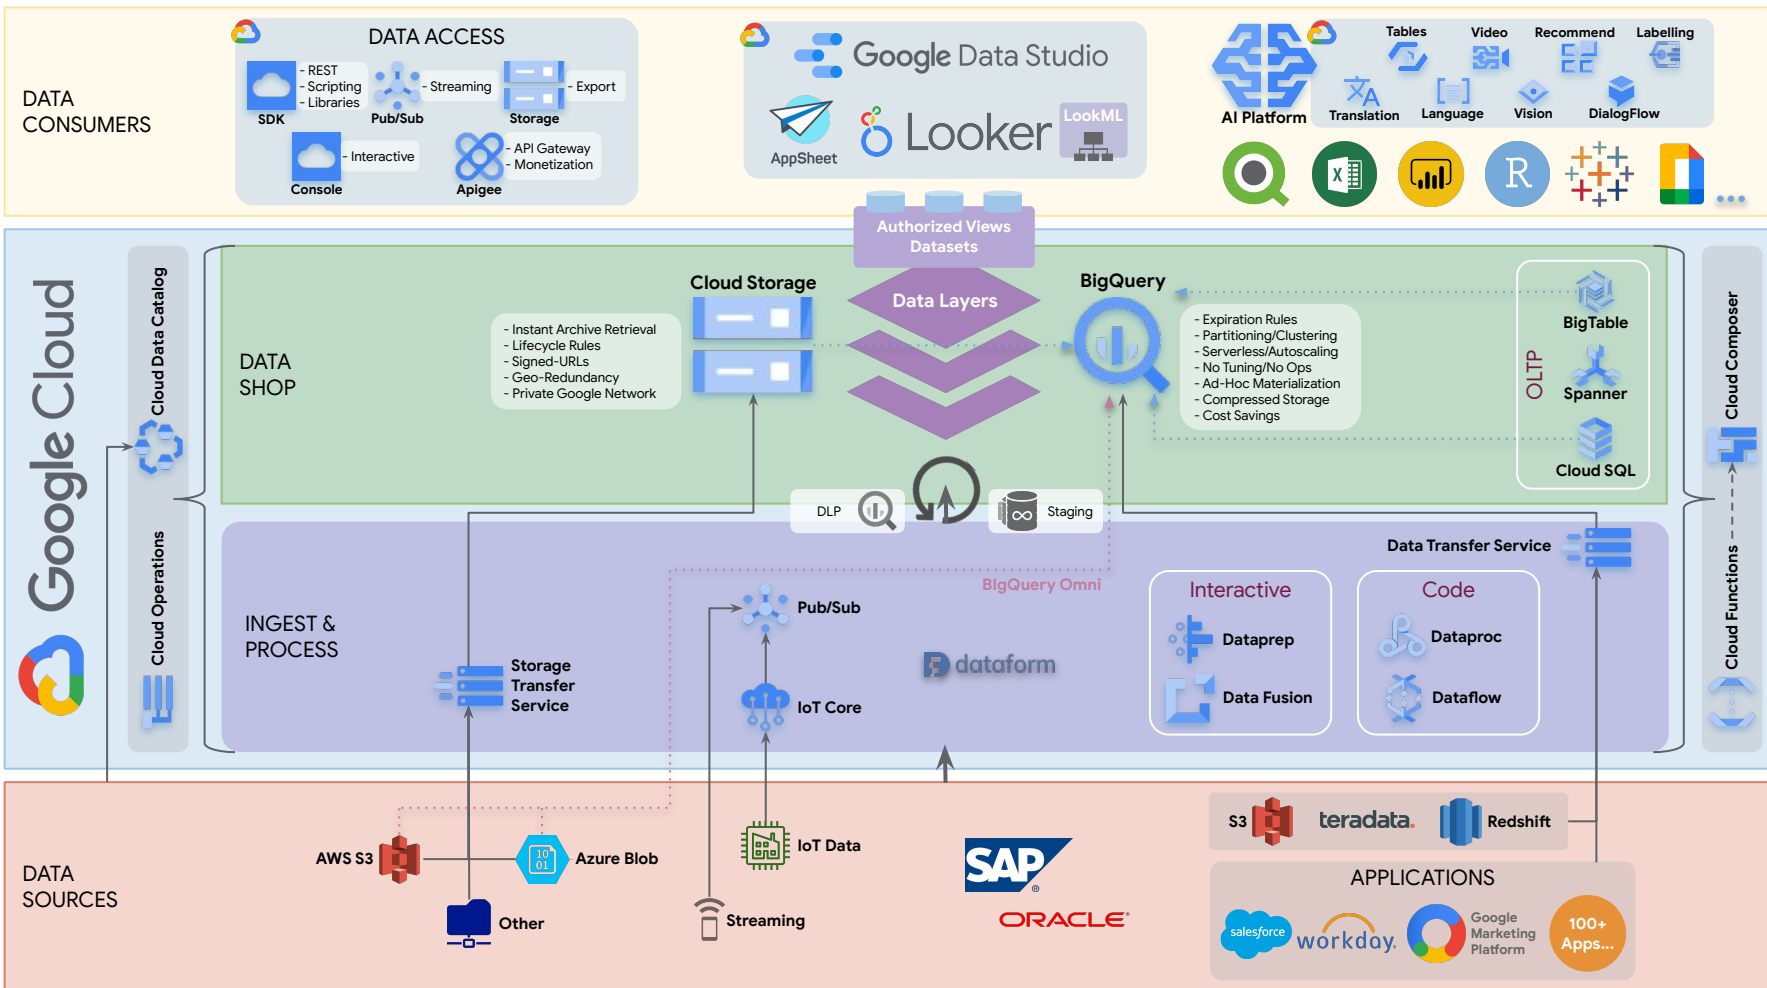 DATA
CONSUMERS
DATA ACCESS
- REST
- Scripting
- Libraries
SDK
- Streaming
Pub/Sub
- Export
Storage
- Interactive
Console
- API Gateway
- Monetization
Apigee
Google Data Studio
AppSheet
Looker
LookML
AI Platform
Tables
Video
Recommend
Labelling
Translation
Language
Vision
DialogFlow
X
R
...
Google Cloud
Cloud Data Catalog
Cloud Operations
DATA
SHOP
Authorized Views
Datasets
Data Layers
Cloud Storage
- Instant Archive Retrieval
- Lifecycle Rules
- Signed-URLs
- Geo-Redundancy
- Private Google Network
BigQuery
- Expiration Rules
- Partitioning/Clustering
- Serverless/Autoscaling
- No Tuning/No Ops
- Ad-Hoc Materialization
- Compressed Storage
- Cost Savings
OLTP
BigTable
Spanner
Cloud SQL
Cloud Composer
Cloud Functions
DLP
Staging
INGEST &
PROCESS
Data Transfer Service
BIgQuery Omni
Pub/Sub
Storage
Transfer
Service
IoT Core
dataform
Interactive
Dataprep
Data Fusion
Code
Dataproc
Dataflow
DATA
SOURCES
AWS S3
10
01
Azure Blob
Other
IoT Data
Streaming
SAP®
ORACLE®
S3
teradata.
Redshift
APPLICATIONS
salesforce
workday.
Google
Marketing
Platform
100+
Apps...